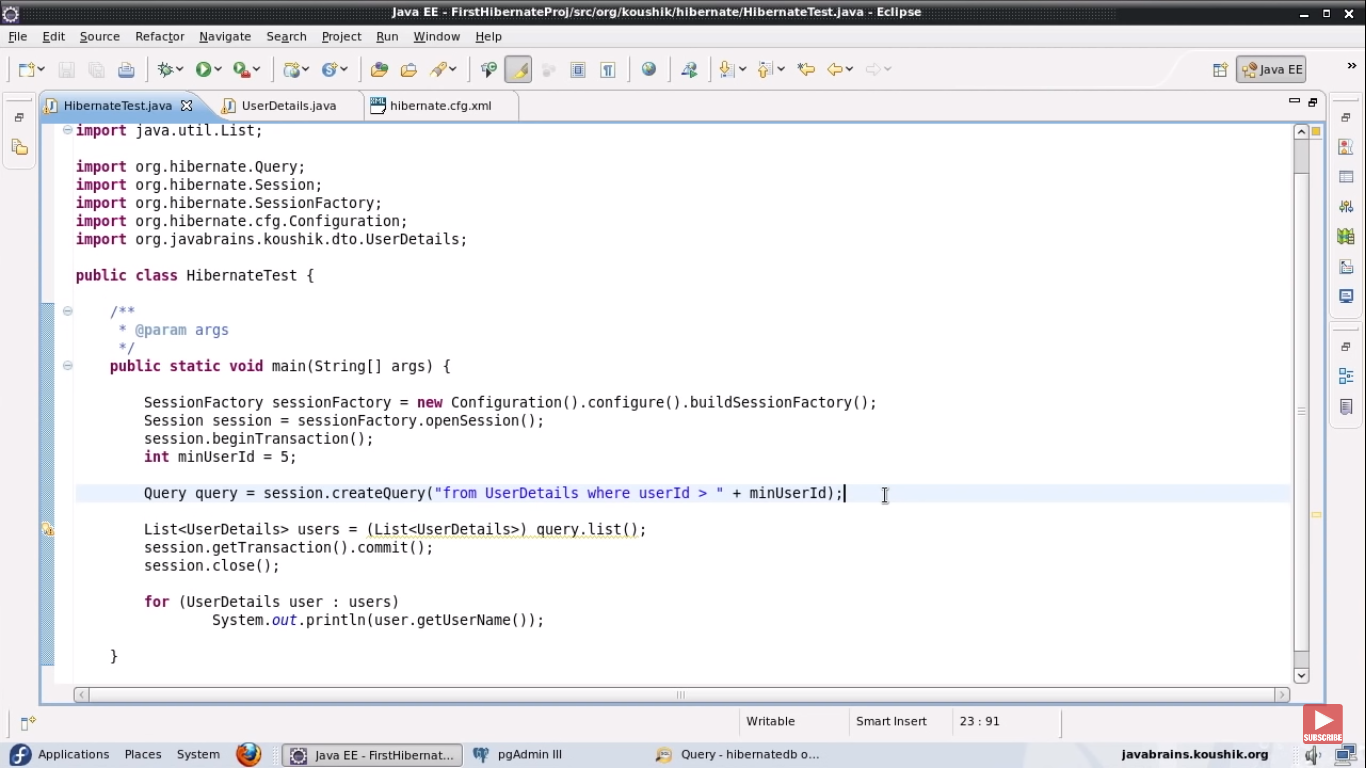 Java EE - FirstHibernateProj/src/org/koushik/hibernate/HibernateTest.java - Eclipse
File Edit Source Refactor Navigate Search Project Run Window Help
Java EE »
HibernateTest.java UserDetails.java hibernate.cfg.xml
import java.util.List;
import org.hibernate.Query;
import org.hibernate.Session;
import org.hibernate.SessionFactory;
import org.hibernate.cfg.Configuration;
import org.javabrains.koushik.dto.UserDetails;
public class HibernateTest {
/**
* @param args
*/
public static void main(String[] args) {
SessionFactory sessionFactory = new Configuration().configure().buildSessionFactory();
Session session = sessionFactory.openSession();
session.beginTransaction();
int minUserId = 5;
Query query = session.createQuery("from UserDetails where userId > " + minUserId);
List<UserDetails> users = (List<UserDetails>) query.list();
session.getTransaction().commit();
session.close();
for (UserDetails user : users)
System.out.println(user.getUserName());
}
Writable Smart Insert 23 : 91
SUBSCRIBE
Applications Places System Java EE - FirstHibernat... pgAdmin III Query - hibernatedb o... javabrains.koushik.org